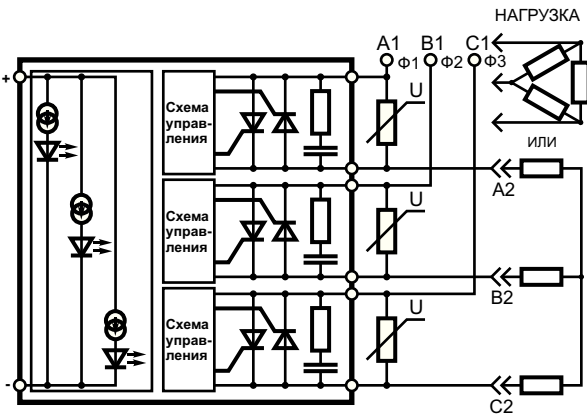 НАГРУЗКА
A1 B1 C1
Ф1 Ф2 Ф3
+
Схема
управ-
ления
U
ИЛИ
A2
Схема
управ-
ления
U
B2
Схема
управ-
ления
U
-
C2